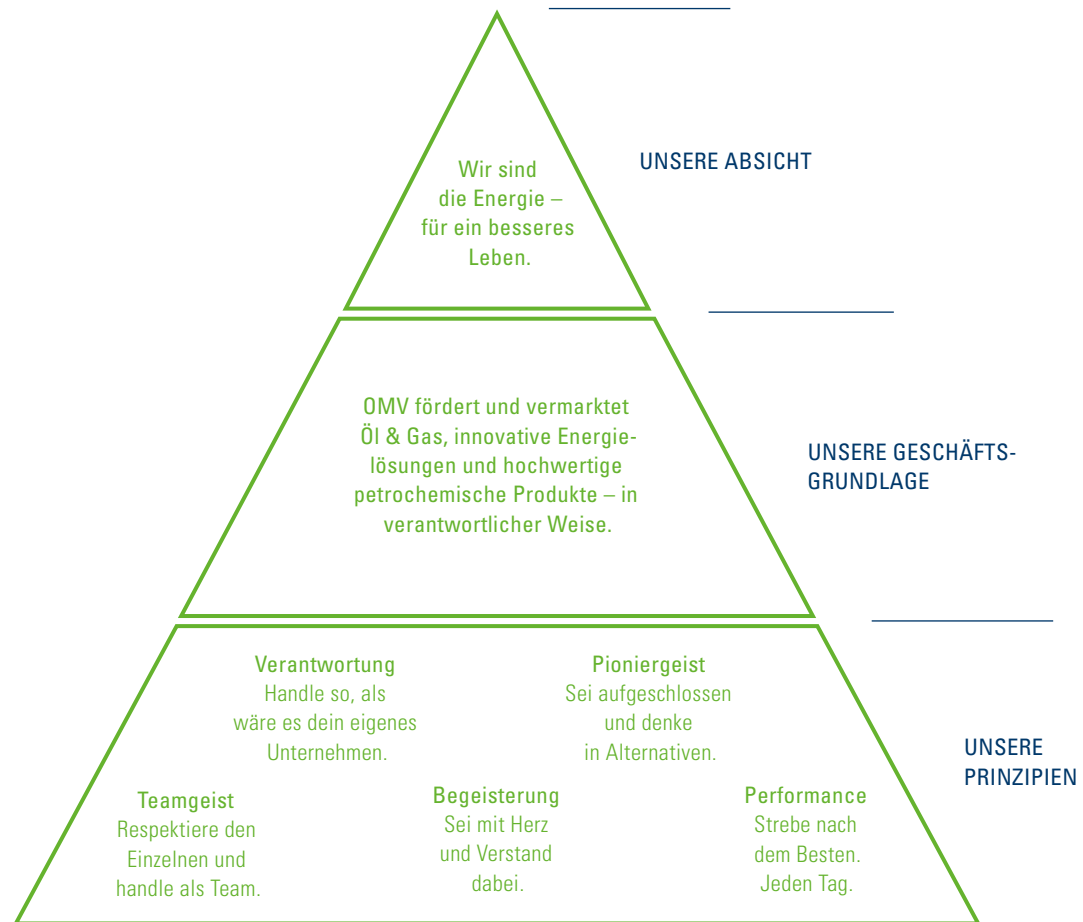 Wir sind
die Energie –
für ein besseres
Leben.
UNSERE ABSICHT
OMV fördert und vermarktet
Öl & Gas, innovative Energie-
lösungen und hochwertige
petrochemische Produkte – in
verantwortlicher Weise.
UNSERE GESCHÄFTS-
GRUNDLAGE
Verantwortung
Handle so, als
wäre es dein eigenes
Unternehmen.
Pioniergeist
Sei aufgeschlossen
und denke
in Alternativen.
Teamgeist
Respektiere den
Einzelnen und
handle als Team.
Begeisterung
Sei mit Herz
und Verstand
dabei.
Performance
Strebe nach
dem Besten.
Jeden Tag.
UNSERE
PRINZIPIEN